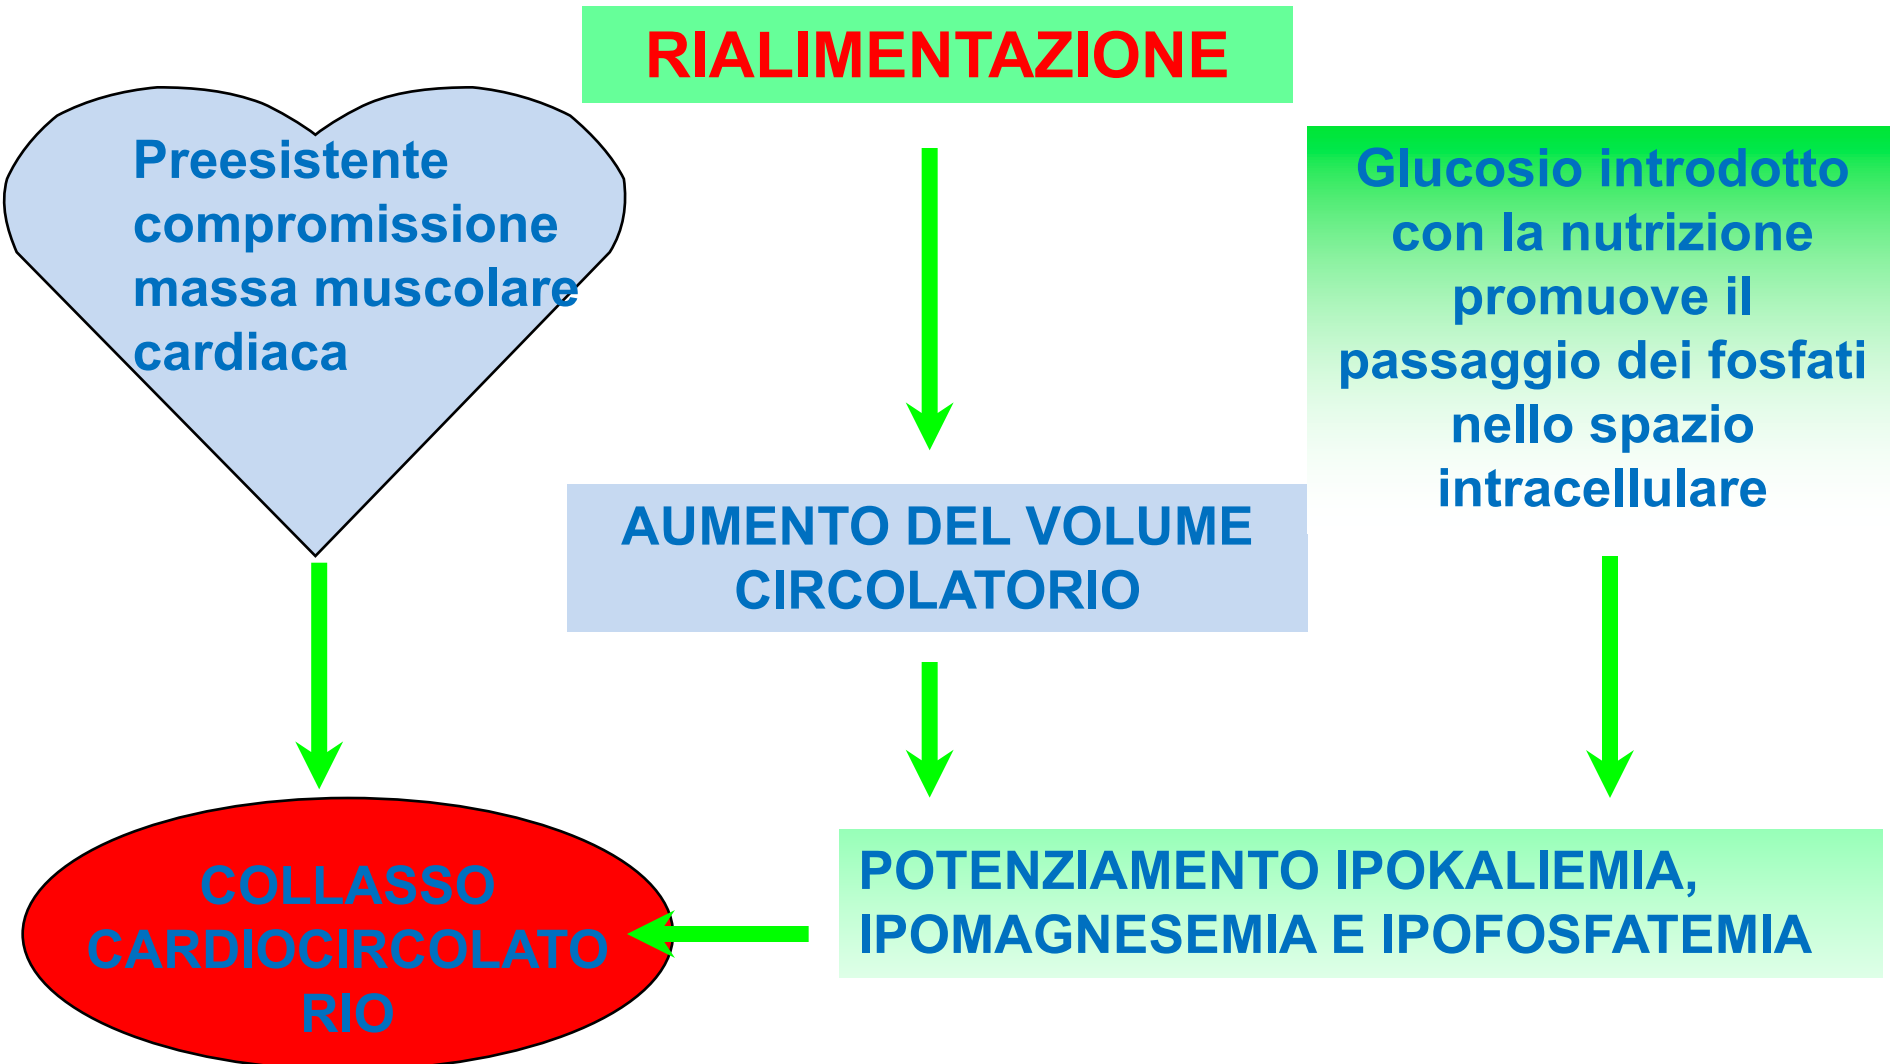 RIALIMENTAZIONE
Preesistente
compromissione
massa muscolare
cardiaca
Glucosio introdotto
con la nutrizione
promuove il
passaggio dei fosfati
nello spazio
intracellulare
AUMENTO DEL VOLUME
CIRCOLATORIO
COLLASSO
CARDIOCIRCOLATO
RIO
POTENZIAMENTO IPOKALIEMIA,
IPOMAGNESEMIA E IPOFOSFATEMIA